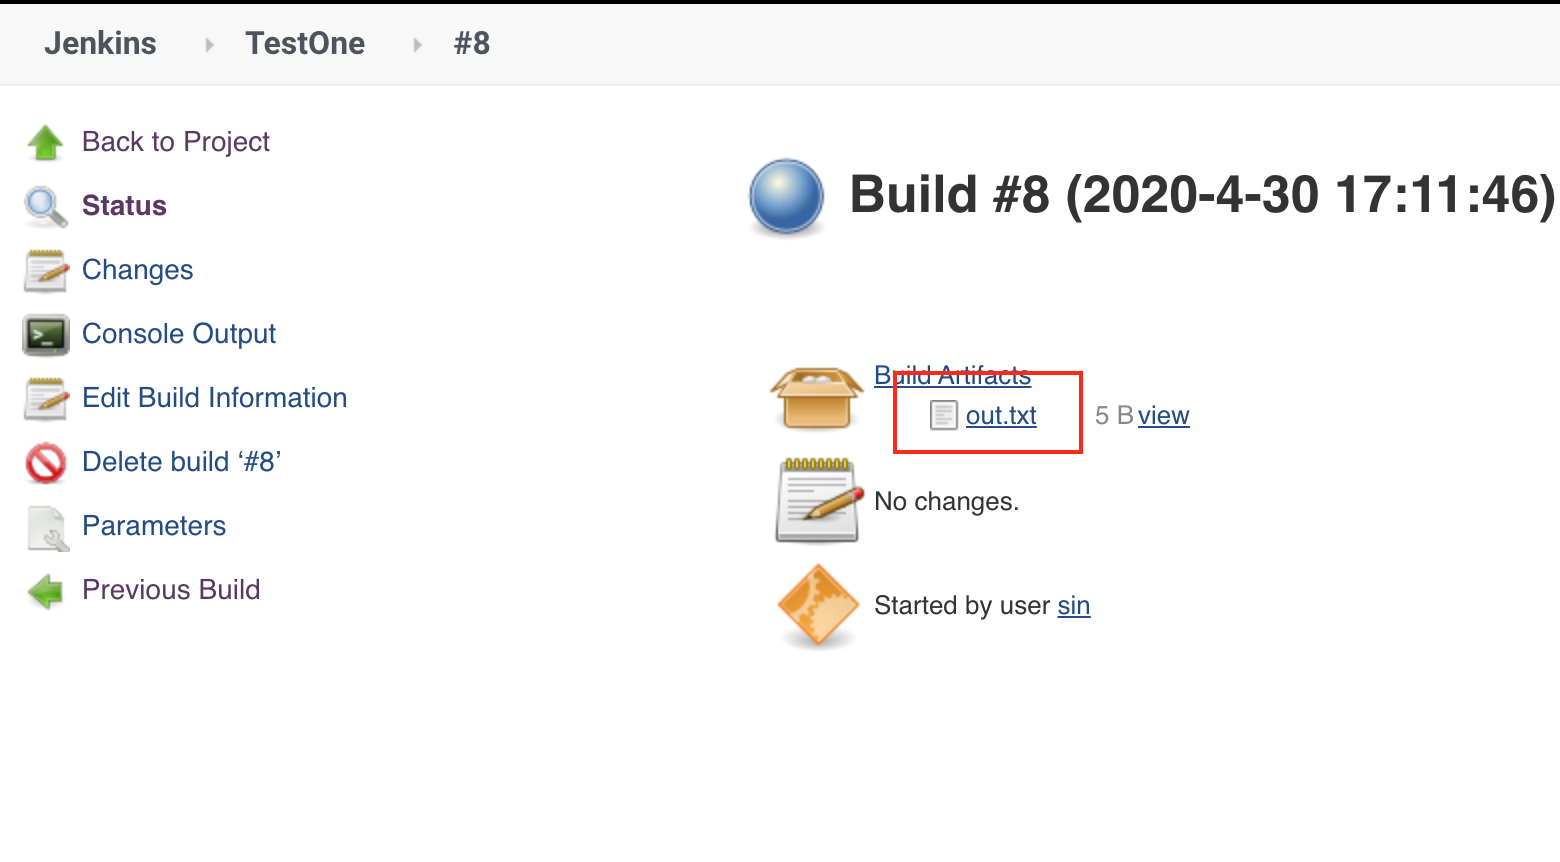 Jenkins TestOne #8
Back to Project
Status
Changes
Console Output
Edit Build Information
Delete build ‘#8’
Parameters
Previous Build
Build #8 (2020-4-30 17:11:46)
Build Artifacts
out.txt 5 B view
No changes.
Started by user sin